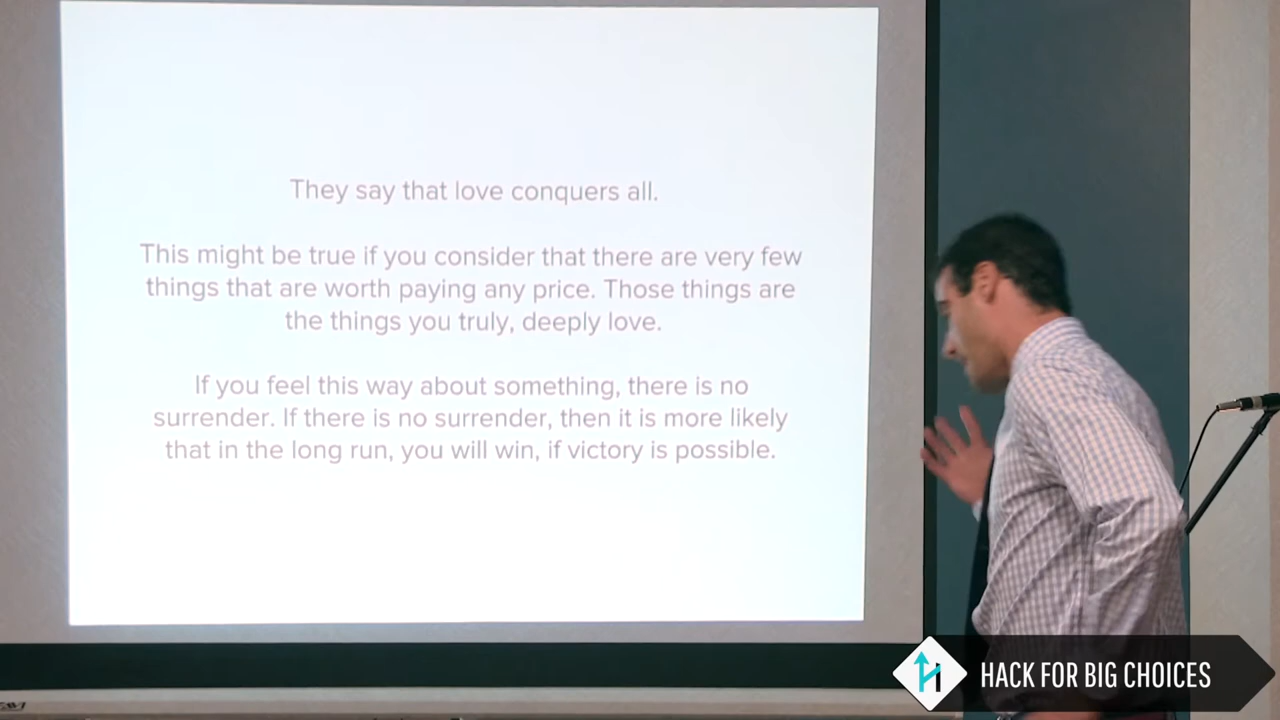 They say that love conquers all.
This might be true if you consider that there are very few
things that are worth paying any price. Those things are
the things you truly, deeply love.
If you feel this way about something, there is no
surrender. If there is no surrender, then it is more likely
that in the long run, you will win, if victory is possible.
HACK FOR BIG CHOICES